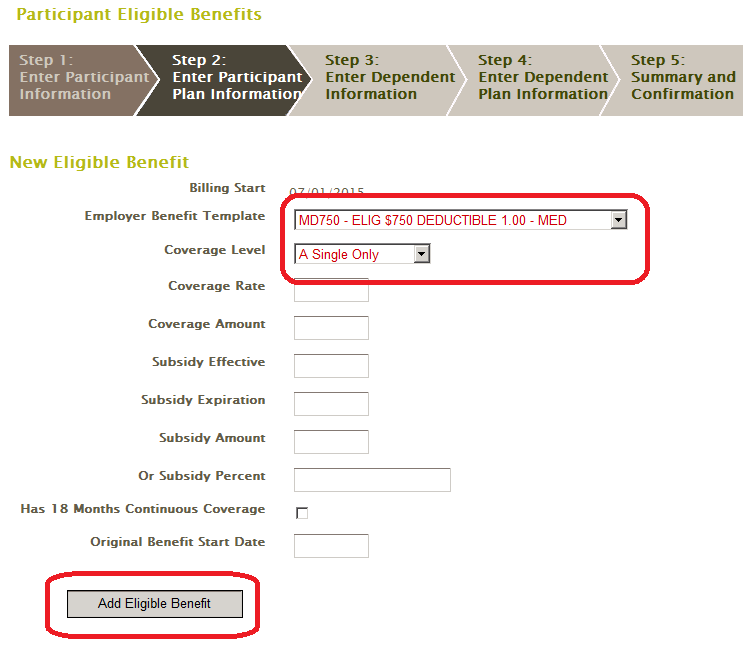 Participant Eligible Benefits
Step 1:
Enter Participant
Information
Step 2:
Enter Participant
Plan Information
Step 3:
Enter Dependent
Information
Step 4:
Enter Dependent
Plan Information
Step 5:
Summary and
Confirmation
New Eligible Benefit
Billing Start 07/01/2015
Employer Benefit Template MD750 - ELIG $750 DEDUCTIBLE 1.00 - MED
Coverage Level A Single Only
Coverage Rate
Coverage Amount
Subsidy Effective
Subsidy Expiration
Subsidy Amount
Or Subsidy Percent
Has 18 Months Continuous Coverage
Original Benefit Start Date
Add Eligible Benefit